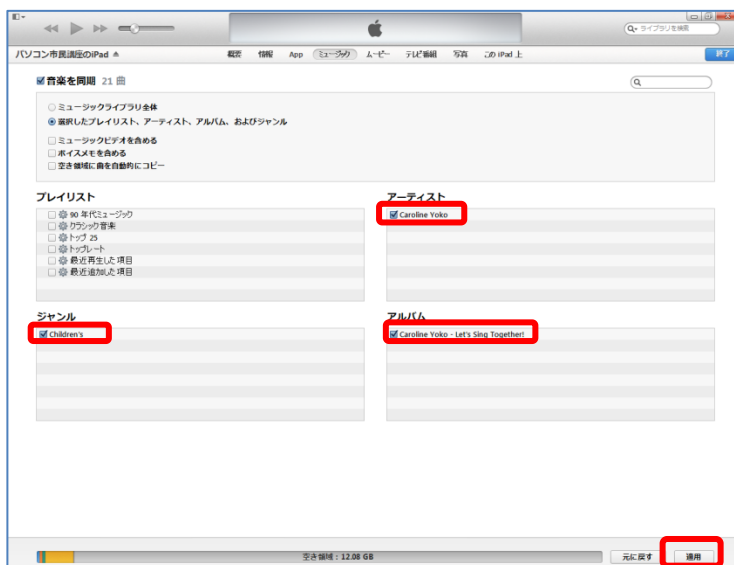 ライブラリを検索
パソコン市民講座のiPad
概要 情報 App ミュージック ムービー テレビ番組 写真 この iPad 上 終了
音楽を同期 21 曲
ミュージックライブラリ全体
選択したプレイリスト、アーティスト、アルバム、およびジャンル
ミュージックビデオを含める
ボイスメモを含める
空き領域に曲を自動的にコピー
プレイリスト
90 年代ミュージック
クラシック音楽
トップ 25
トップレート
最近再生した項目
最近追加した項目
アーティスト
Caroline Yoko
ジャンル
Children's
アルバム
Caroline Yoko - Let's Sing Together!
空き領域：12.08 GB
元に戻す
適用